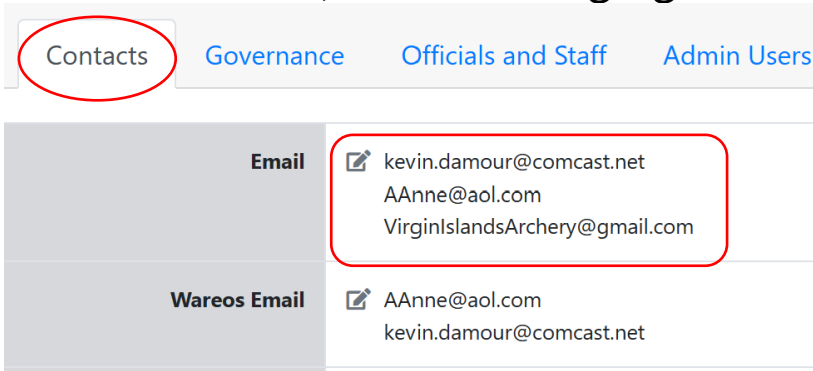 Contacts Governance Officials and Staff Admin Users
Email kevin.damour@comcast.net
AAnne@aol.com
VirginIslandsArchery@gmail.com
Wareos Email AAnne@aol.com
kevin.damour@comcast.net